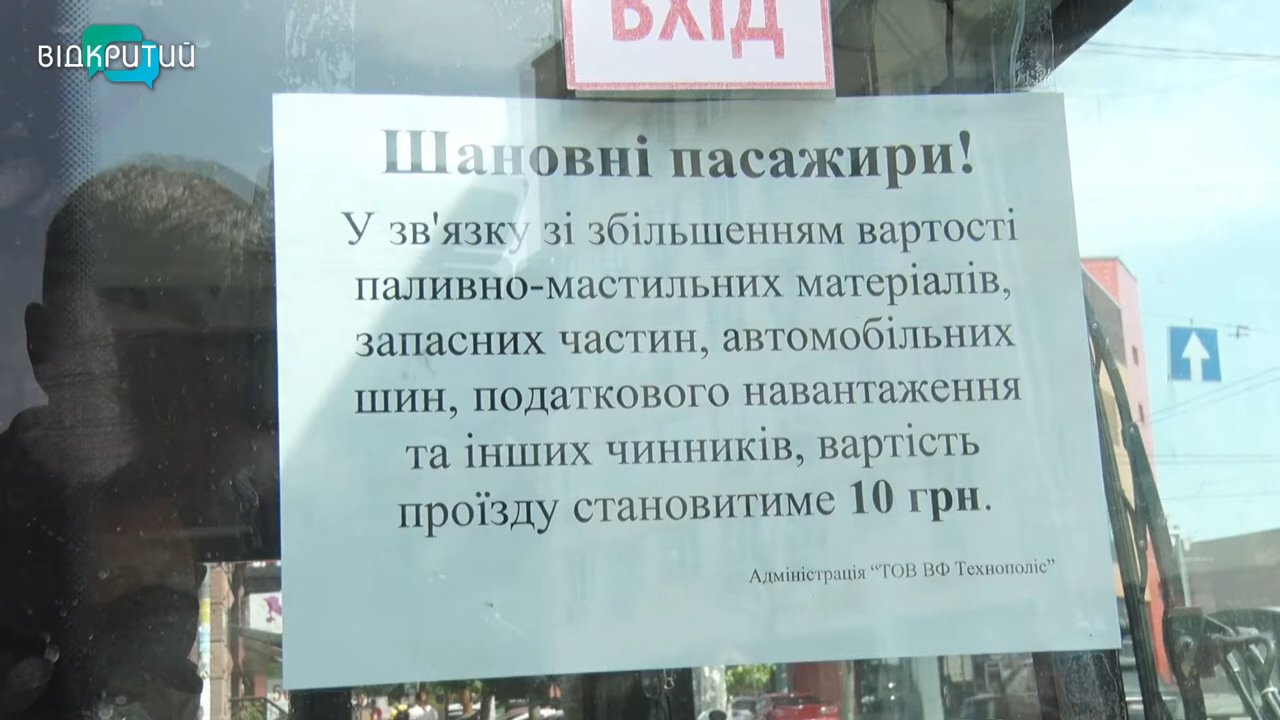 ВІДКРИТИЙ
ВХІД
Шановні пасажири!
У зв'язку зі збільшенням вартості
паливно-мастильних матеріалів,
запасних частин, автомобільних
шин, податкового навантаження
та інших чинників, вартість
проїзду становитиме 10 грн.
Адміністрація “ТОВ ВФ Технополіс”